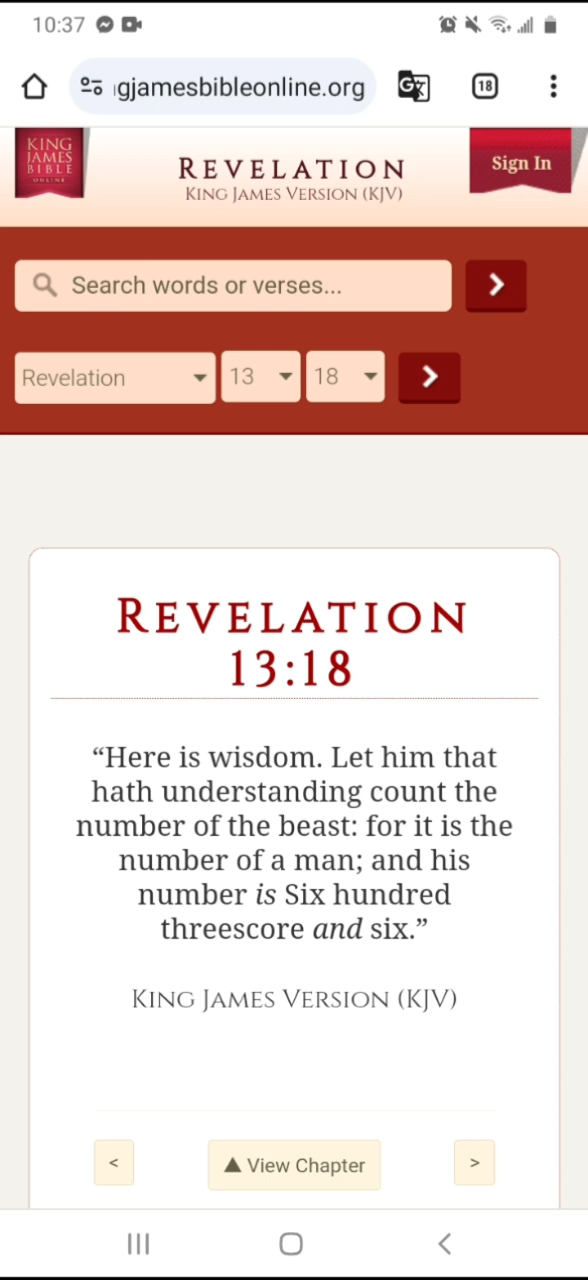 10:37
gjamesbibleonline.org
18
KING
JAMES
BIBLE
ONLINE
REVELATION
KING JAMES VERSION (KJV)
Sign In
Search words or verses...
Revelation 13 18
REVELATION
13:18
“Here is wisdom. Let him that
hath understanding count the
number of the beast: for it is the
number of a man; and his
number is Six hundred
threescore and six.”
KING JAMES VERSION (KJV)
< ▲ View Chapter >